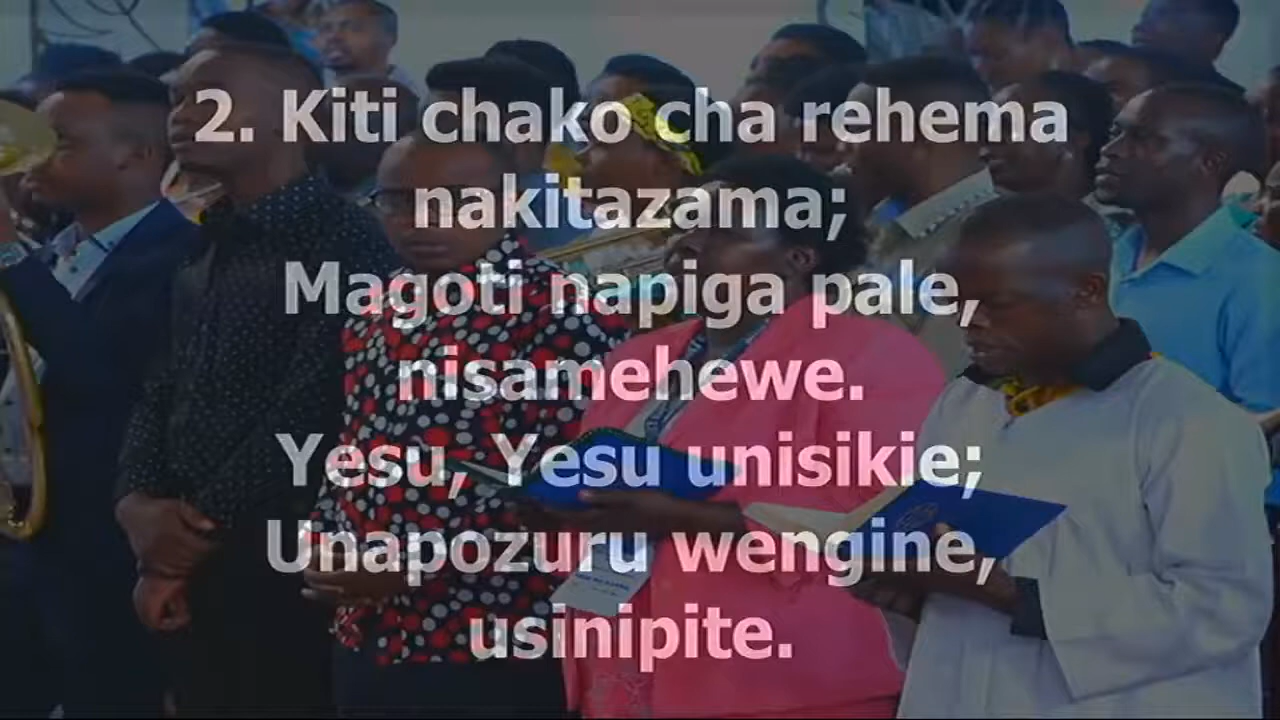 2. Kiti chako cha rehema
nakitazama;
Magoti napiga pale,
nisamehewe.
Yesu, Yesu unisikie;
Unapozuru wengine,
usinipite.